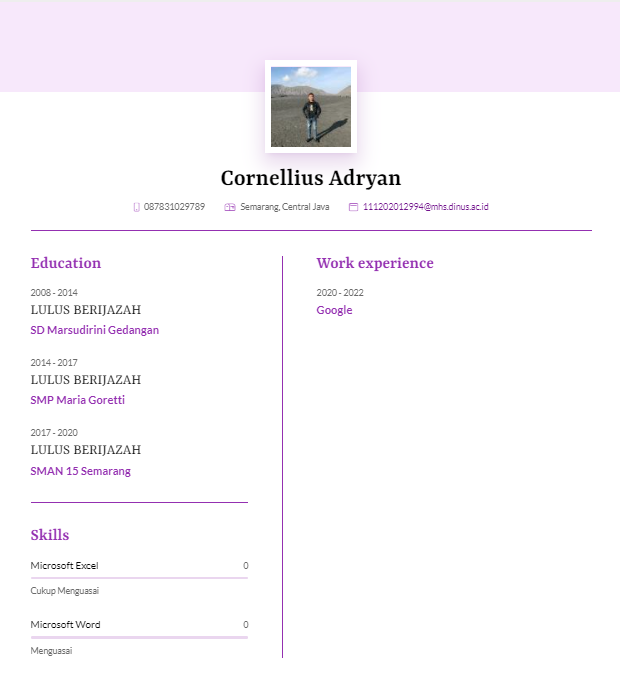 Cornellius Adryan
087831029789 Semarang, Central Java 111202012994@mhs.dinus.ac.id
Education
2008 - 2014
LULUS BERIJAZAH
SD Marsudirini Gedangan
2014 - 2017
LULUS BERIJAZAH
SMP Maria Goretti
2017 - 2020
LULUS BERIJAZAH
SMAN 15 Semarang
Skills
Microsoft Excel 0
Cukup Menguasai
Microsoft Word 0
Menguasai
Work experience
2020 - 2022
Google